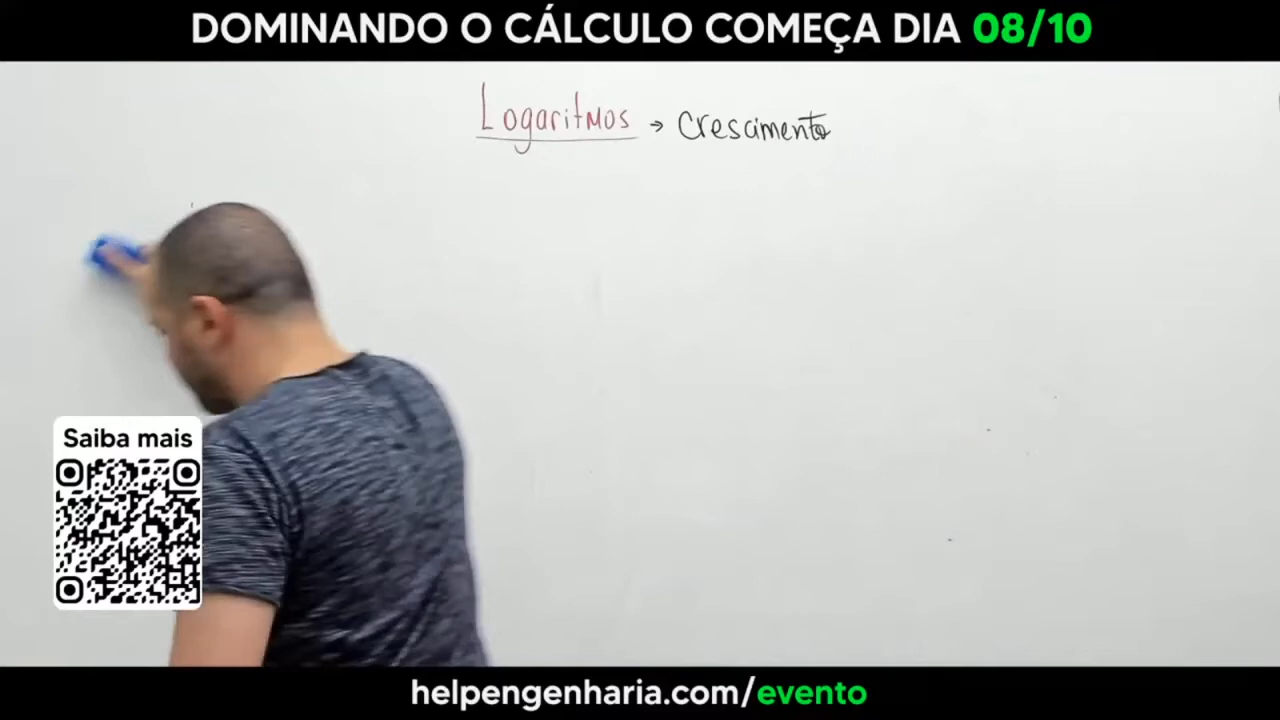 DOMINANDO O CÁLCULO COMEÇA DIA 08/10
Logaritmos → Crescimento
Saiba mais
helpengenharia.com/evento